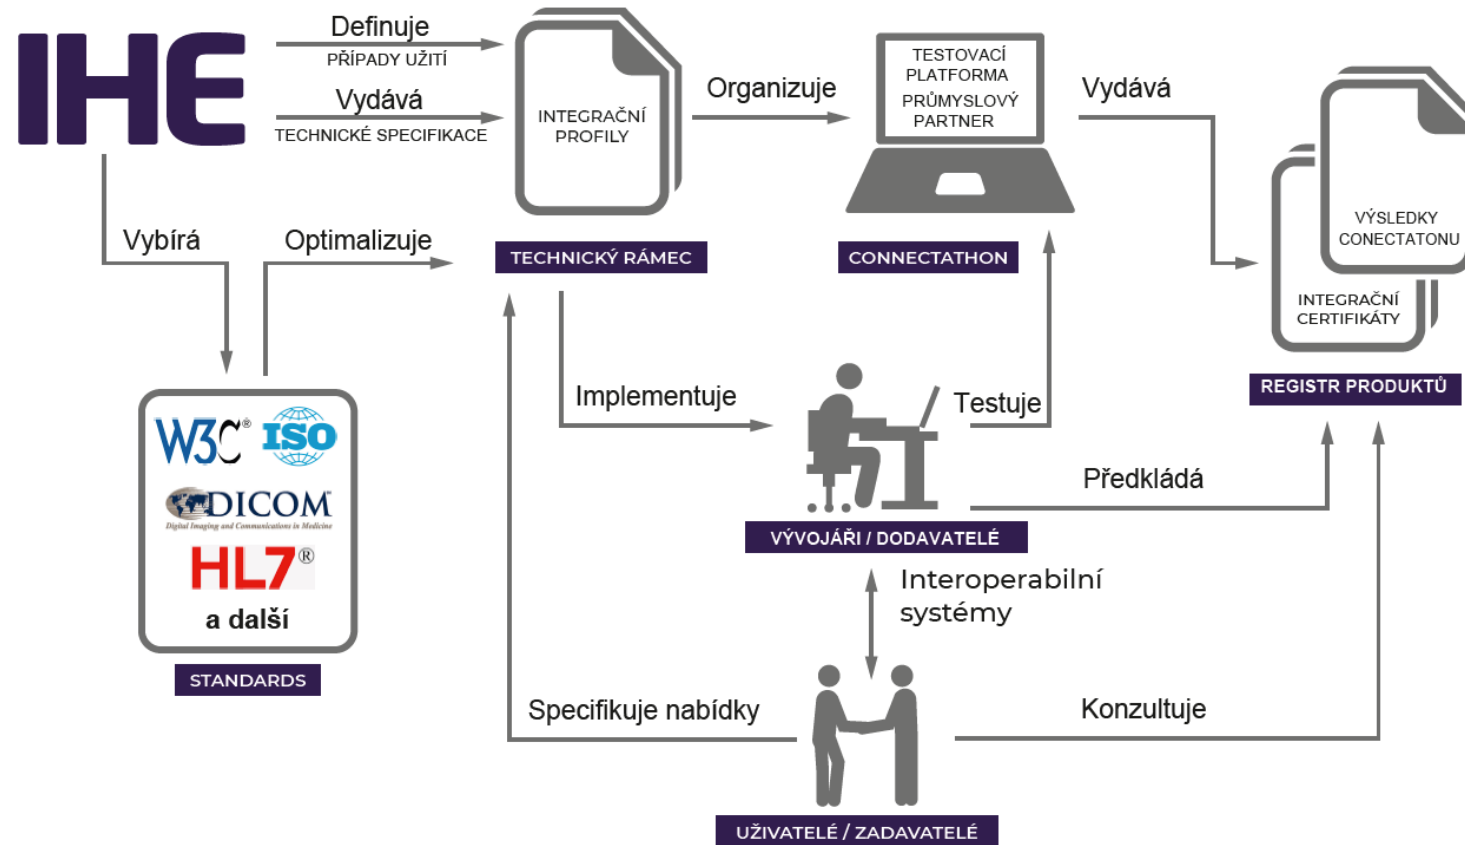 IHE
Definuje
PŘÍPADY UŽITÍ
Vydává
TECHNICKÉ SPECIFIKACE
INTEGRAČNÍ
PROFILY
Organizuje
TESTOVACÍ
PLATFORMA
PRŮMYSLOVÝ
PARTNER
Vydává
VÝSLEDKY
CONECTATONU
INTEGRAČNÍ
CERTIFIKÁTY
Vybírá
Optimalizuje
TECHNICKÝ RÁMEC
CONNECTATHON
REGISTR PRODUKTŮ
W3C®
ISO
DICOM
Digital Imaging and Communications in Medicine
HL7®
a další
STANDARDS
Implementuje
Testuje
Předkládá
VÝVOJÁŘI / DODAVATELÉ
Interoperabilní
systémy
Specifikuje nabídky
Konzultuje
UŽIVATELÉ / ZADAVATELÉ